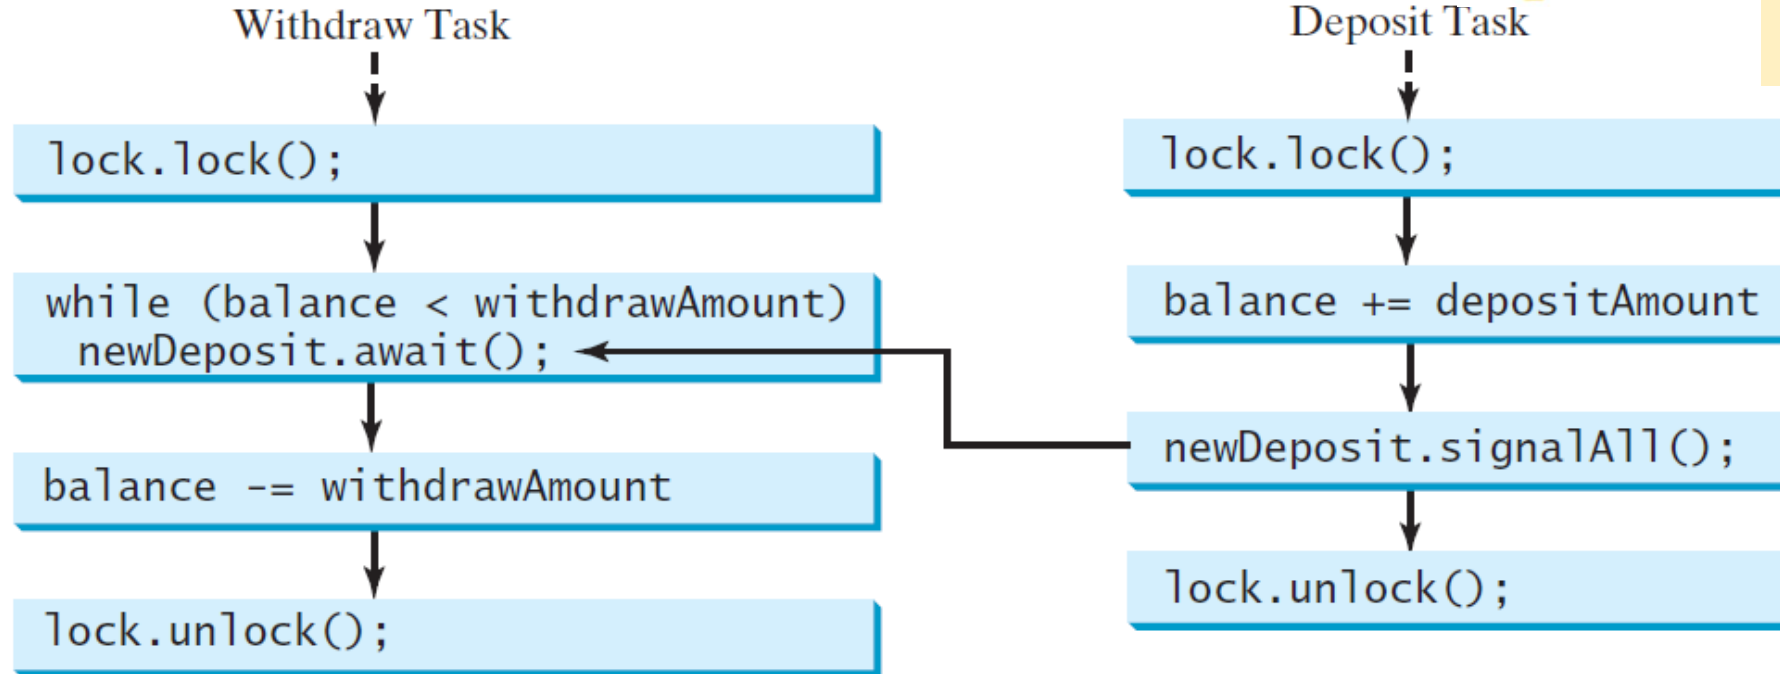 Withdraw Task
lock.lock();
while (balance < withdrawAmount)
newDeposit.await();
balance -= withdrawAmount
lock.unlock();
Deposit Task
lock.lock();
balance += depositAmount
newDeposit.signalAll();
lock.unlock();